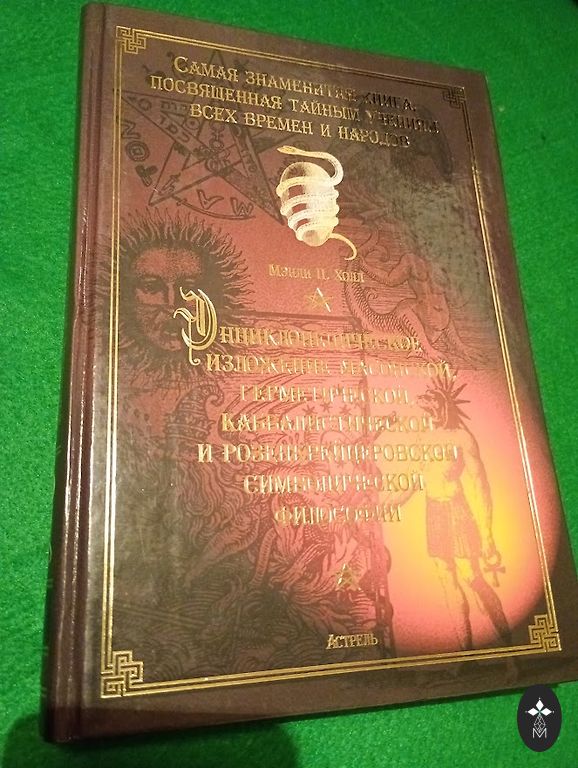 Самая знаменитая книга,
посвященная тайным учениям
всех времен и народов
Мэнли П. Холл
Энциклопедическое
изложение масонской,
герметической,
каббалистической
и розенкрейцеровской
символической
философии
Астрель
M